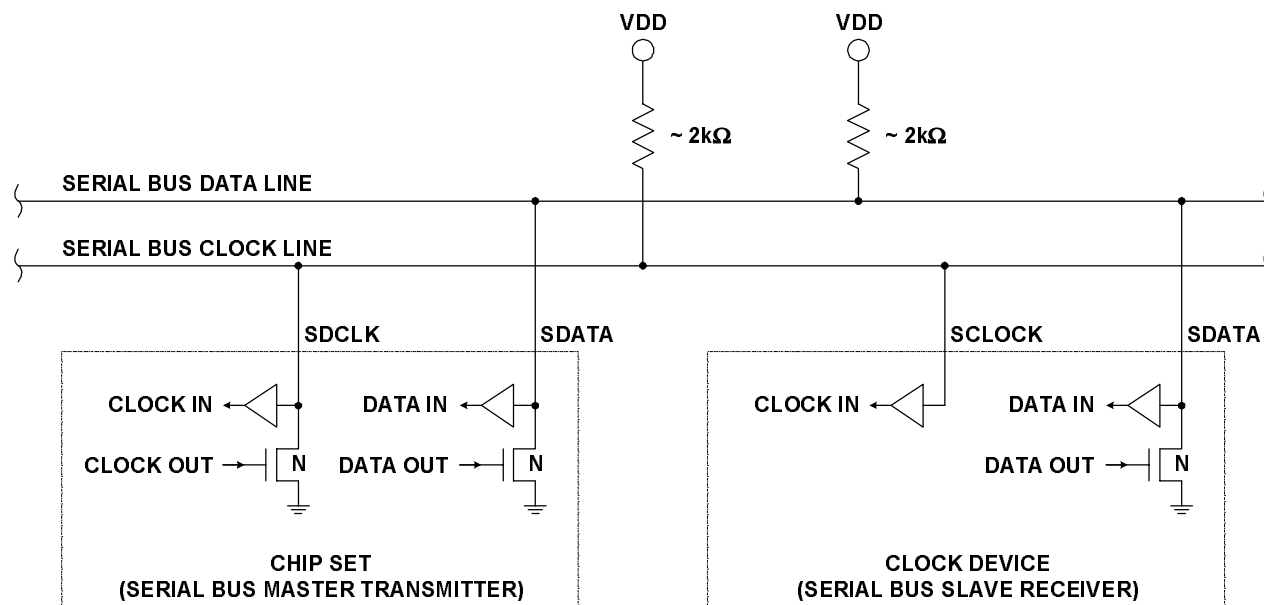 VDD
VDD
~ 2kΩ
~ 2kΩ
SERIAL BUS DATA LINE
SERIAL BUS CLOCK LINE
SDCLK
SDATA
SCLOCK
SDATA
CLOCK IN
DATA IN
CLOCK IN
DATA IN
CLOCK OUT
N
DATA OUT
N
DATA OUT
N
CHIP SET
(SERIAL BUS MASTER TRANSMITTER)
CLOCK DEVICE
(SERIAL BUS SLAVE RECEIVER)